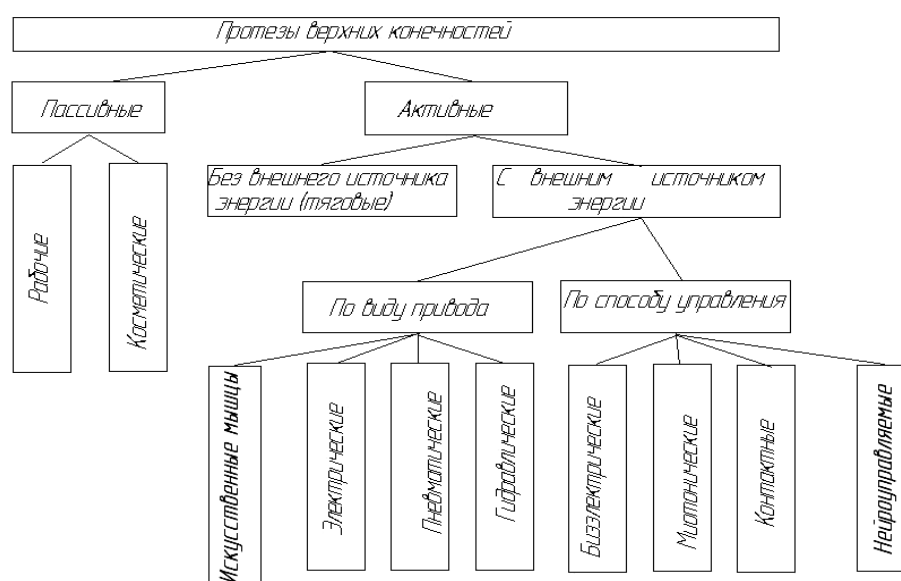 Протезы верхних конечностей
Пассивные
Активные
Рабочие
Косметические
Без внешнего источника
энергии (тяговые)
С внешним источником
энергии
По виду привода
По способу управления
Искусственные мышцы
Электрические
Пневматические
Гидравлические
Биэлектрические
Миотонические
Контактные
Нейроуправляемые